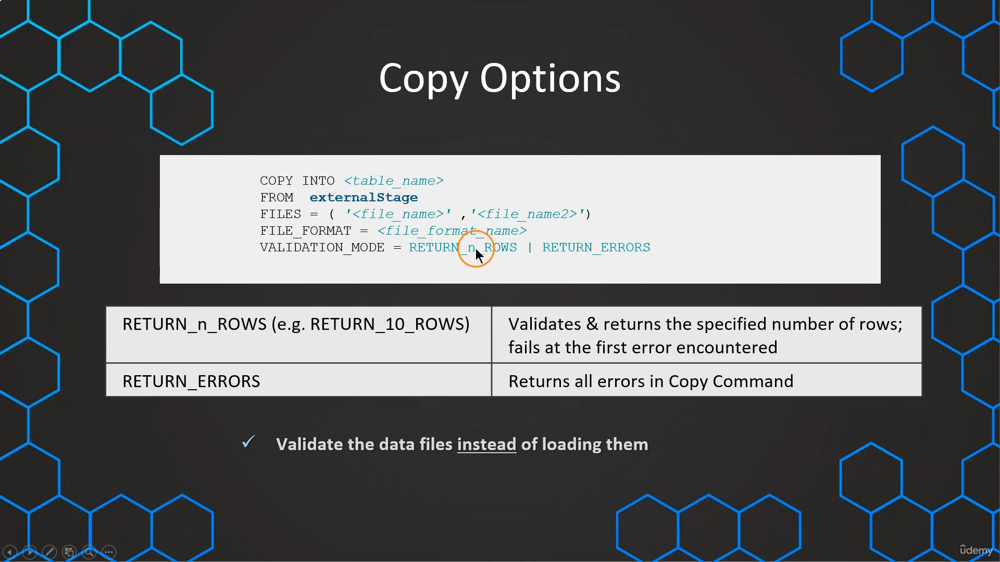 Copy Options
COPY INTO <table_name>
FROM  externalStage
FILES = ( '<file_name>' ,'<file_name2>')
FILE_FORMAT = <file_format_name>
VALIDATION_MODE = RETURN_n_ROWS | RETURN_ERRORS
RETURN_n_ROWS (e.g. RETURN_10_ROWS)
Validates & returns the specified number of rows;
fails at the first error encountered
RETURN_ERRORS
Returns all errors in Copy Command
✓ Validate the data files instead of loading them
ûdemy